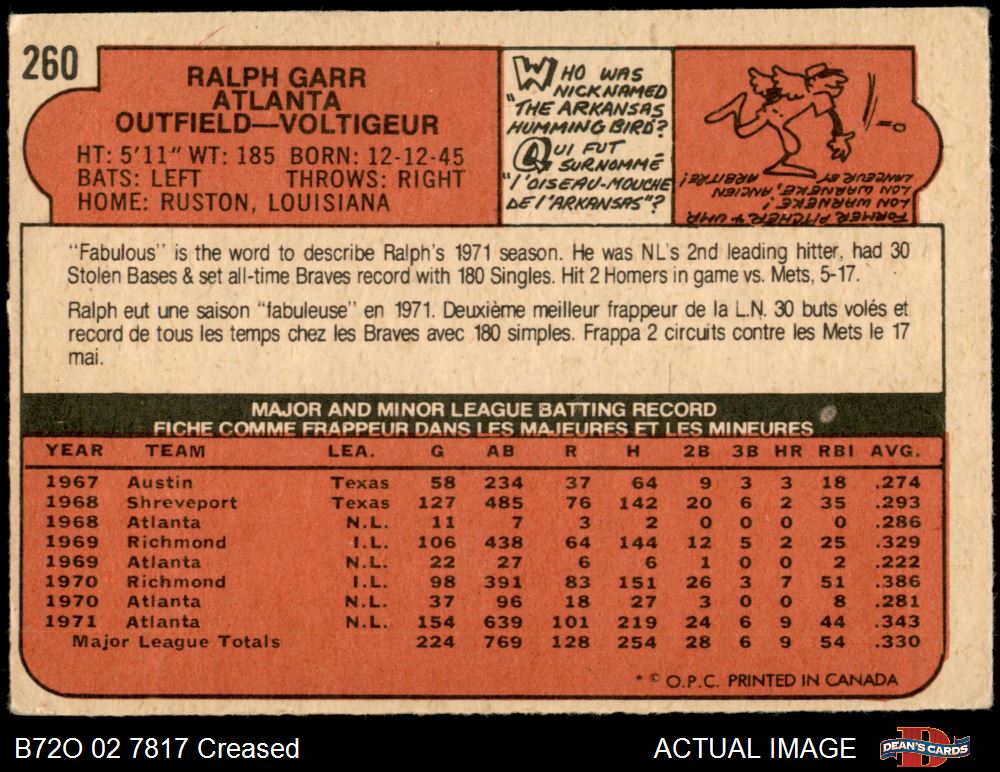 260
RALPH GARR
ATLANTA
OUTFIELD—VOLTIGEUR
HT: 5'11" WT: 185 BORN: 12-12-45
BATS: LEFT THROWS: RIGHT
HOME: RUSTON, LOUISIANA
WHO WAS
NICKNAMED
"THE ARKANSAS
HUMMING BIRD?
QUI FUT
SURNOMMÉ
"l'OISEAU-MOUCHE
DE l'ARKANSAS"?
FORMER PITCHER & UMP
LON WARNEKE!
LON WARNEKE, ANCIEN
LANCEUR BY ARBITRE!
"Fabulous" is the word to describe Ralph's 1971 season. He was NL's 2nd leading hitter, had 30
Stolen Bases & set all-time Braves record with 180 Singles. Hit 2 Homers in game vs. Mets, 5-17.
Ralph eut une saison "fabuleuse" en 1971. Deuxième meilleur frappeur de la L.N. 30 buts volés et
record de tous les temps chez les Braves avec 180 simples. Frappa 2 circuits contre les Mets le 17
mai.
MAJOR AND MINOR LEAGUE BATTING RECORD
FICHE COMME FRAPPEUR DANS LES MAJEURES ET LES MINEURES
YEAR TEAM LEA. G AB R H 2B 3B HR RBI AVG.
1967 Austin Texas 58 234 37 64 9 3 3 18 .274
1968 Shreveport Texas 127 485 76 142 20 6 2 35 .293
1968 Atlanta N.L. 11 7 3 2 0 0 0 0 .286
1969 Richmond I.L. 106 438 64 144 12 5 2 25 .329
1969 Atlanta N.L. 22 27 6 6 1 0 0 2 .222
1970 Richmond I.L. 98 391 83 151 26 3 7 51 .386
1970 Atlanta N.L. 37 96 18 27 3 0 0 8 .281
1971 Atlanta N.L. 154 639 101 219 24 6 9 44 .343
Major League Totals 224 769 128 254 28 6 9 54 .330
* © O.P.C. PRINTED IN CANADA
B72O 02 7817 Creased
ACTUAL IMAGE
DEAN'S CARDS